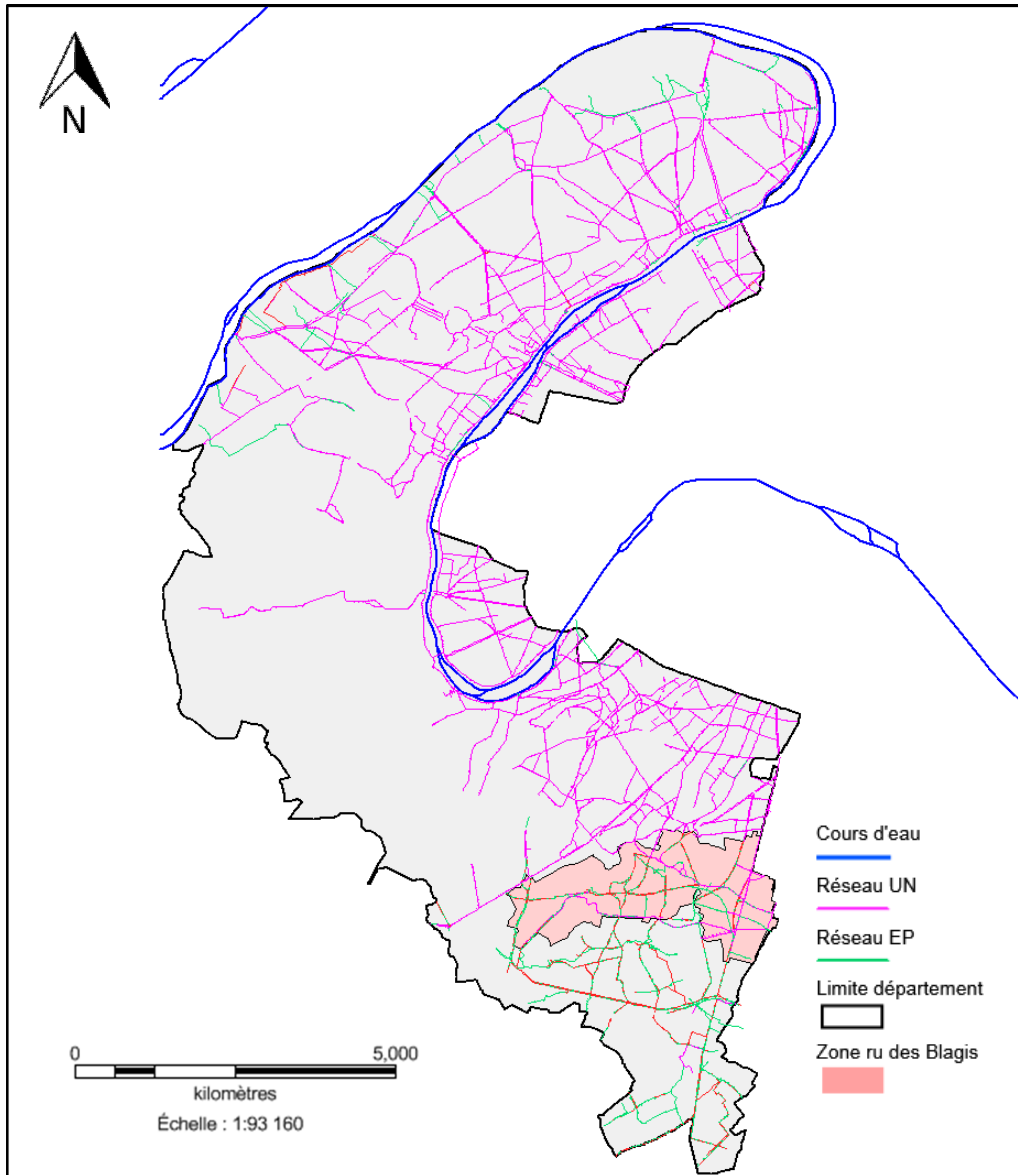 N
Cours d'eau
Réseau UN
Réseau EP
Limite département
Zone ru des Blagis
0 5,000
kilomètres
Échelle : 1:93 160